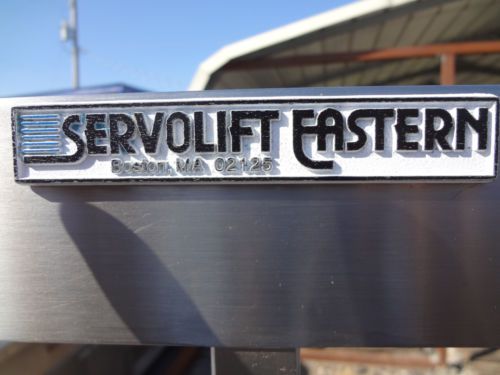 SERVOLIFT EASTERN
Boston, MA 02125